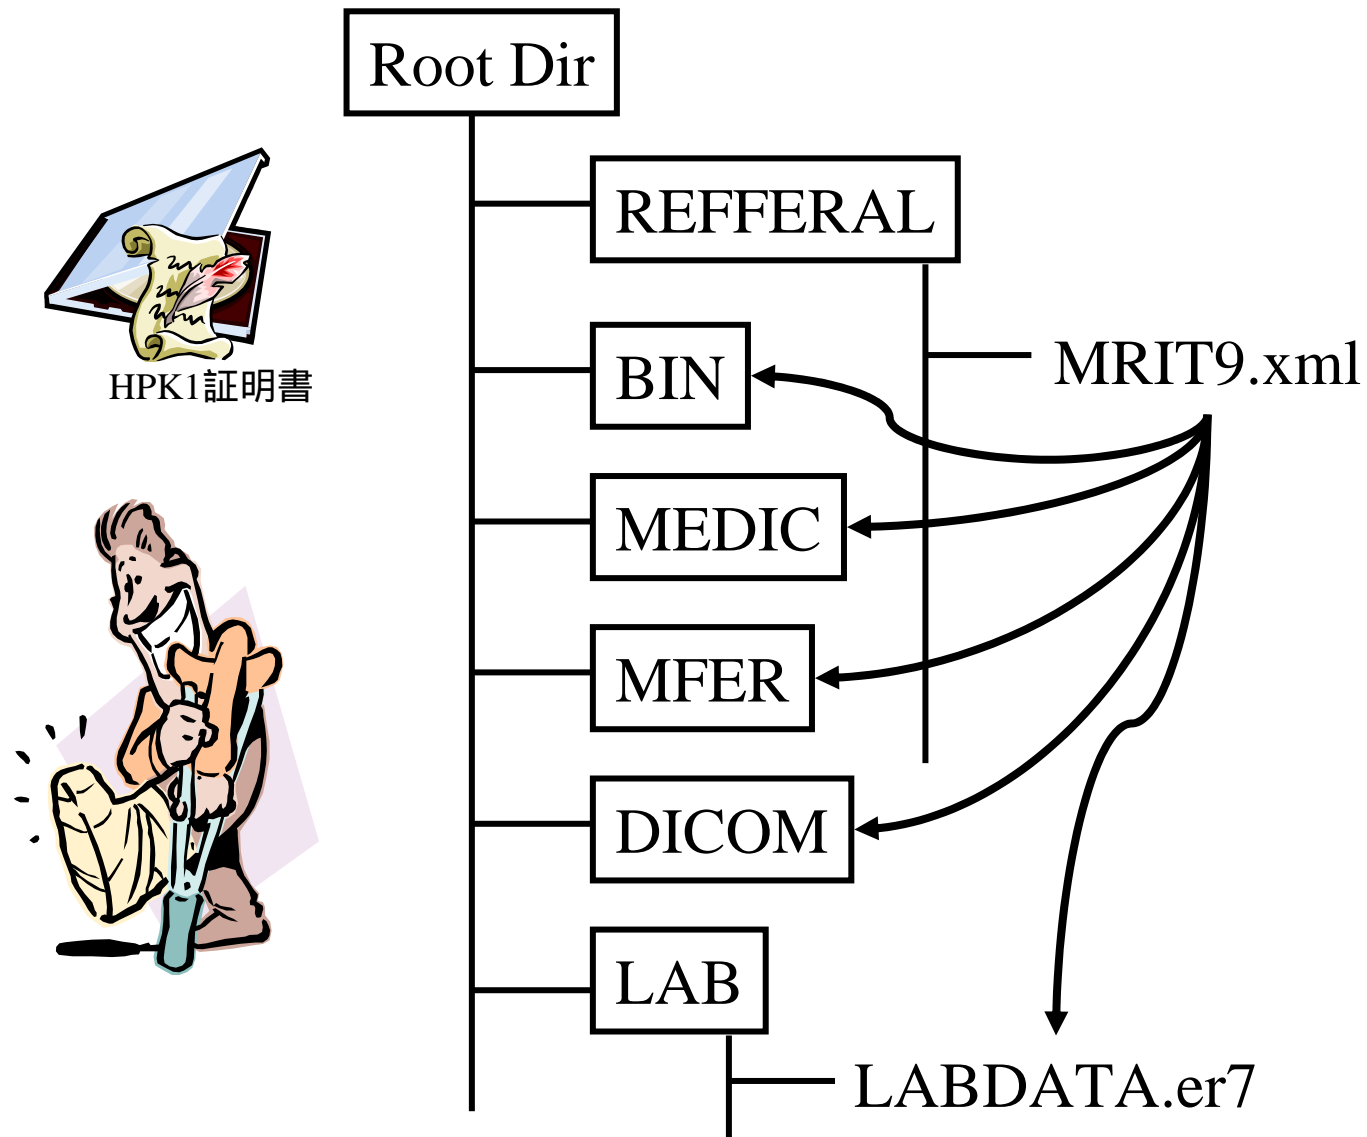 Root Dir
REFFERAL
HPK1証明書
BIN
MRIT9.xml
MEDIC
MFER
DICOM
LAB
LABDATA.er7